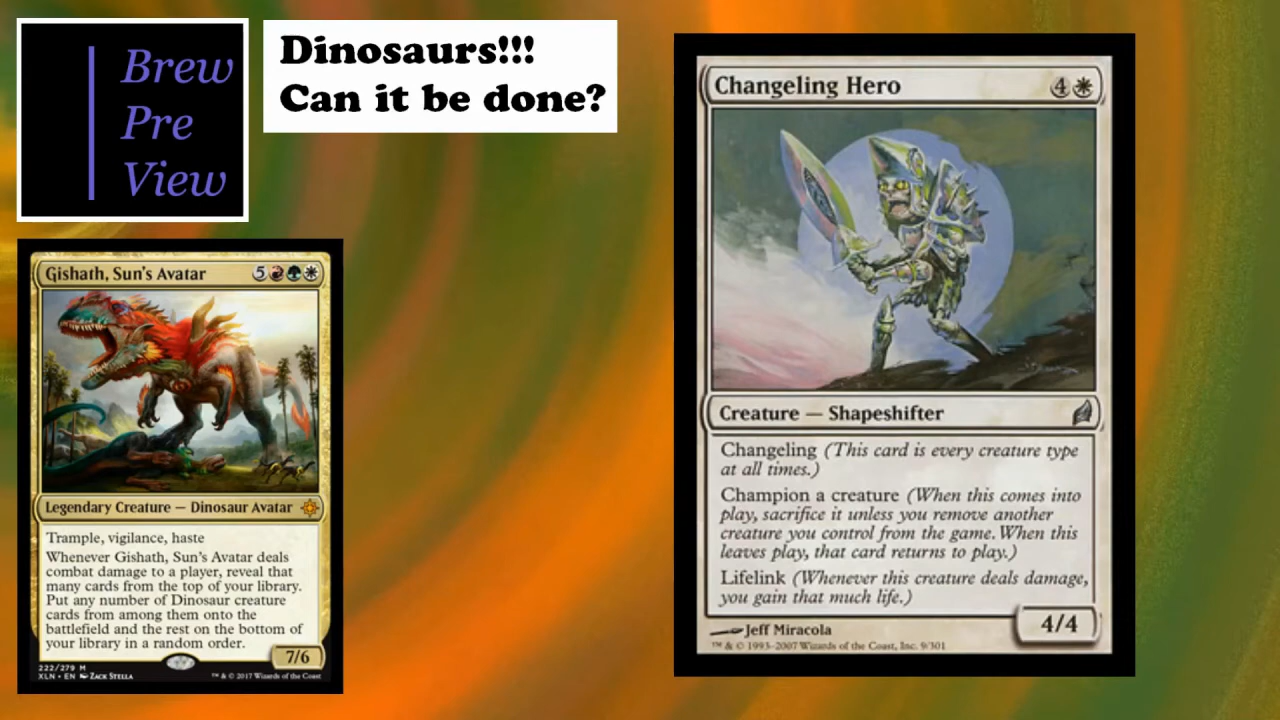 Brew
Pre
View
Dinosaurs!!!
Can it be done?
Gishath, Sun's Avatar 5
Legendary Creature — Dinosaur Avatar
Trample, vigilance, haste
Whenever Gishath, Sun's Avatar deals
combat damage to a player, reveal that
many cards from the top of your library.
Put any number of Dinosaur creature
cards from among them onto the
battlefield and the rest on the bottom of
your library in a random order.
7/6
222/279 M
XLN • EN Zack Stella
™ & © 2017 Wizards of the Coast
Changeling Hero 4
Creature — Shapeshifter
Changeling (This card is every creature type
at all times.)
Champion a creature (When this comes into
play, sacrifice it unless you remove another
creature you control from the game. When this
leaves play, that card returns to play.)
Lifelink (Whenever this creature deals damage,
you gain that much life.)
4/4
Jeff Miracola
™ & © 1993–2007 Wizards of the Coast, Inc. 9/301